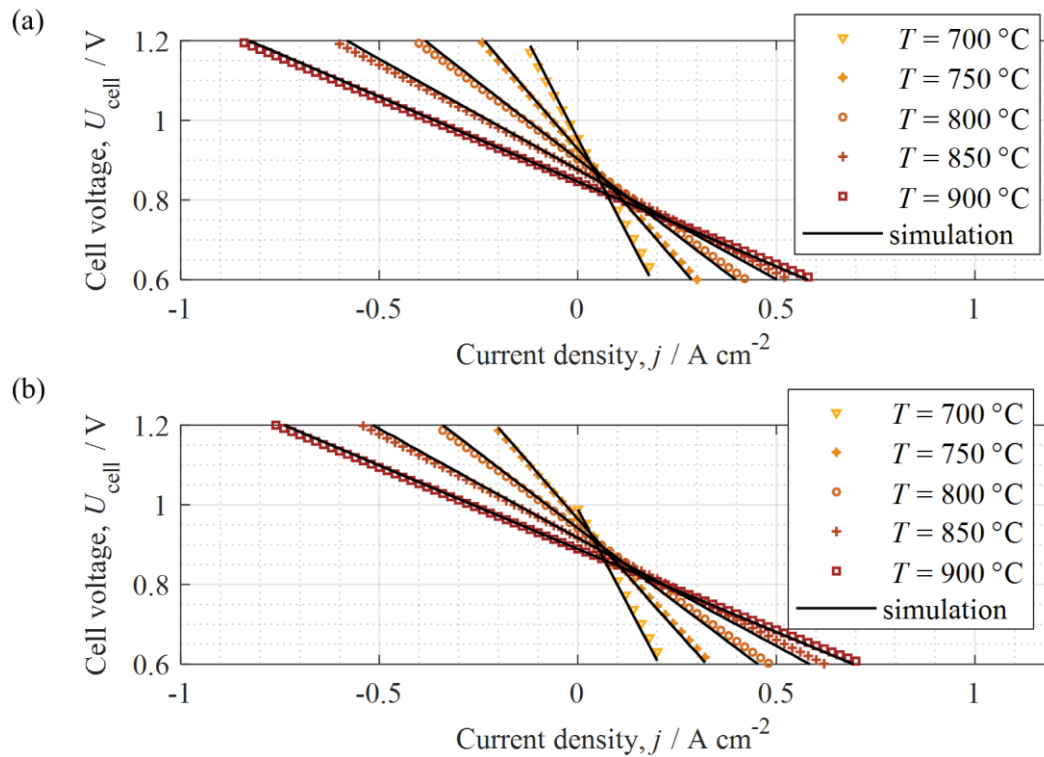 (a)
Cell voltage, U_cell / V
1.2
1
0.8
0.6
-1
-0.5
0
0.5
1
Current density, j / A cm⁻²
T = 700 °C
T = 750 °C
T = 800 °C
T = 850 °C
T = 900 °C
simulation
(b)
Cell voltage, U_cell / V
1.2
1
0.8
0.6
-1
-0.5
0
0.5
1
Current density, j / A cm⁻²
T = 700 °C
T = 750 °C
T = 800 °C
T = 850 °C
T = 900 °C
simulation